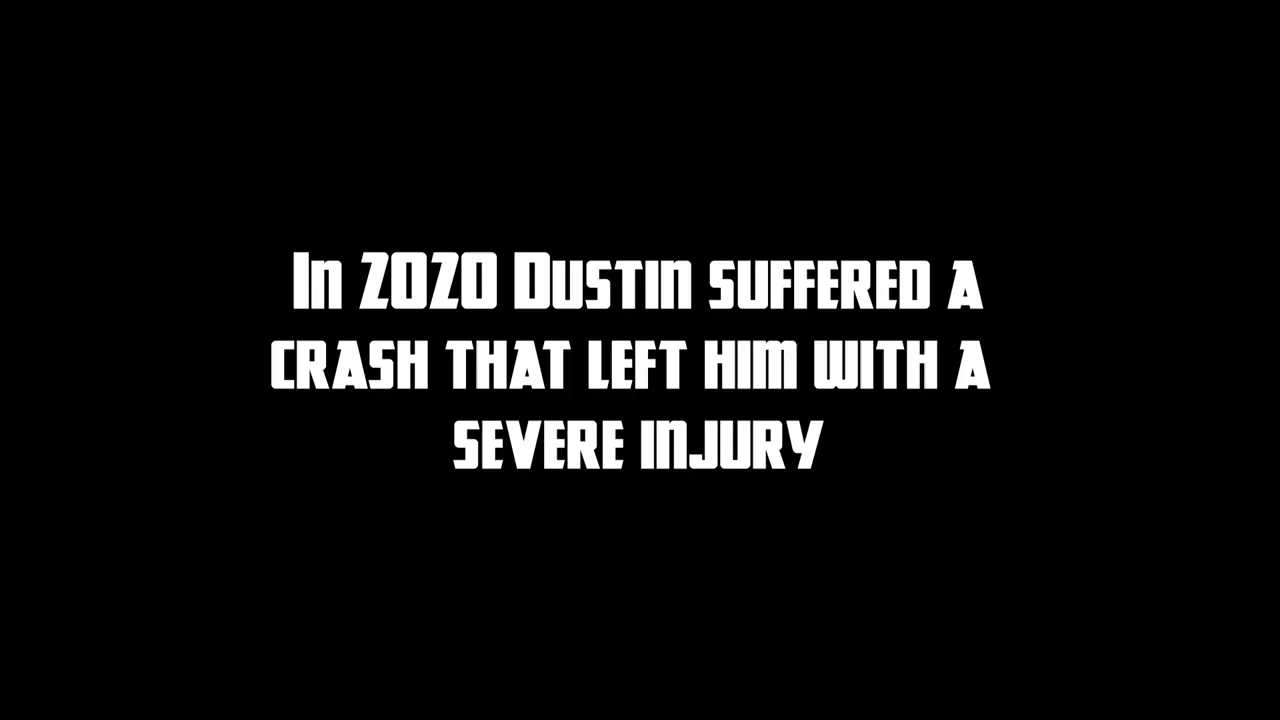 In 2020 Dustin suffered a
crash that left him with a
severe injury